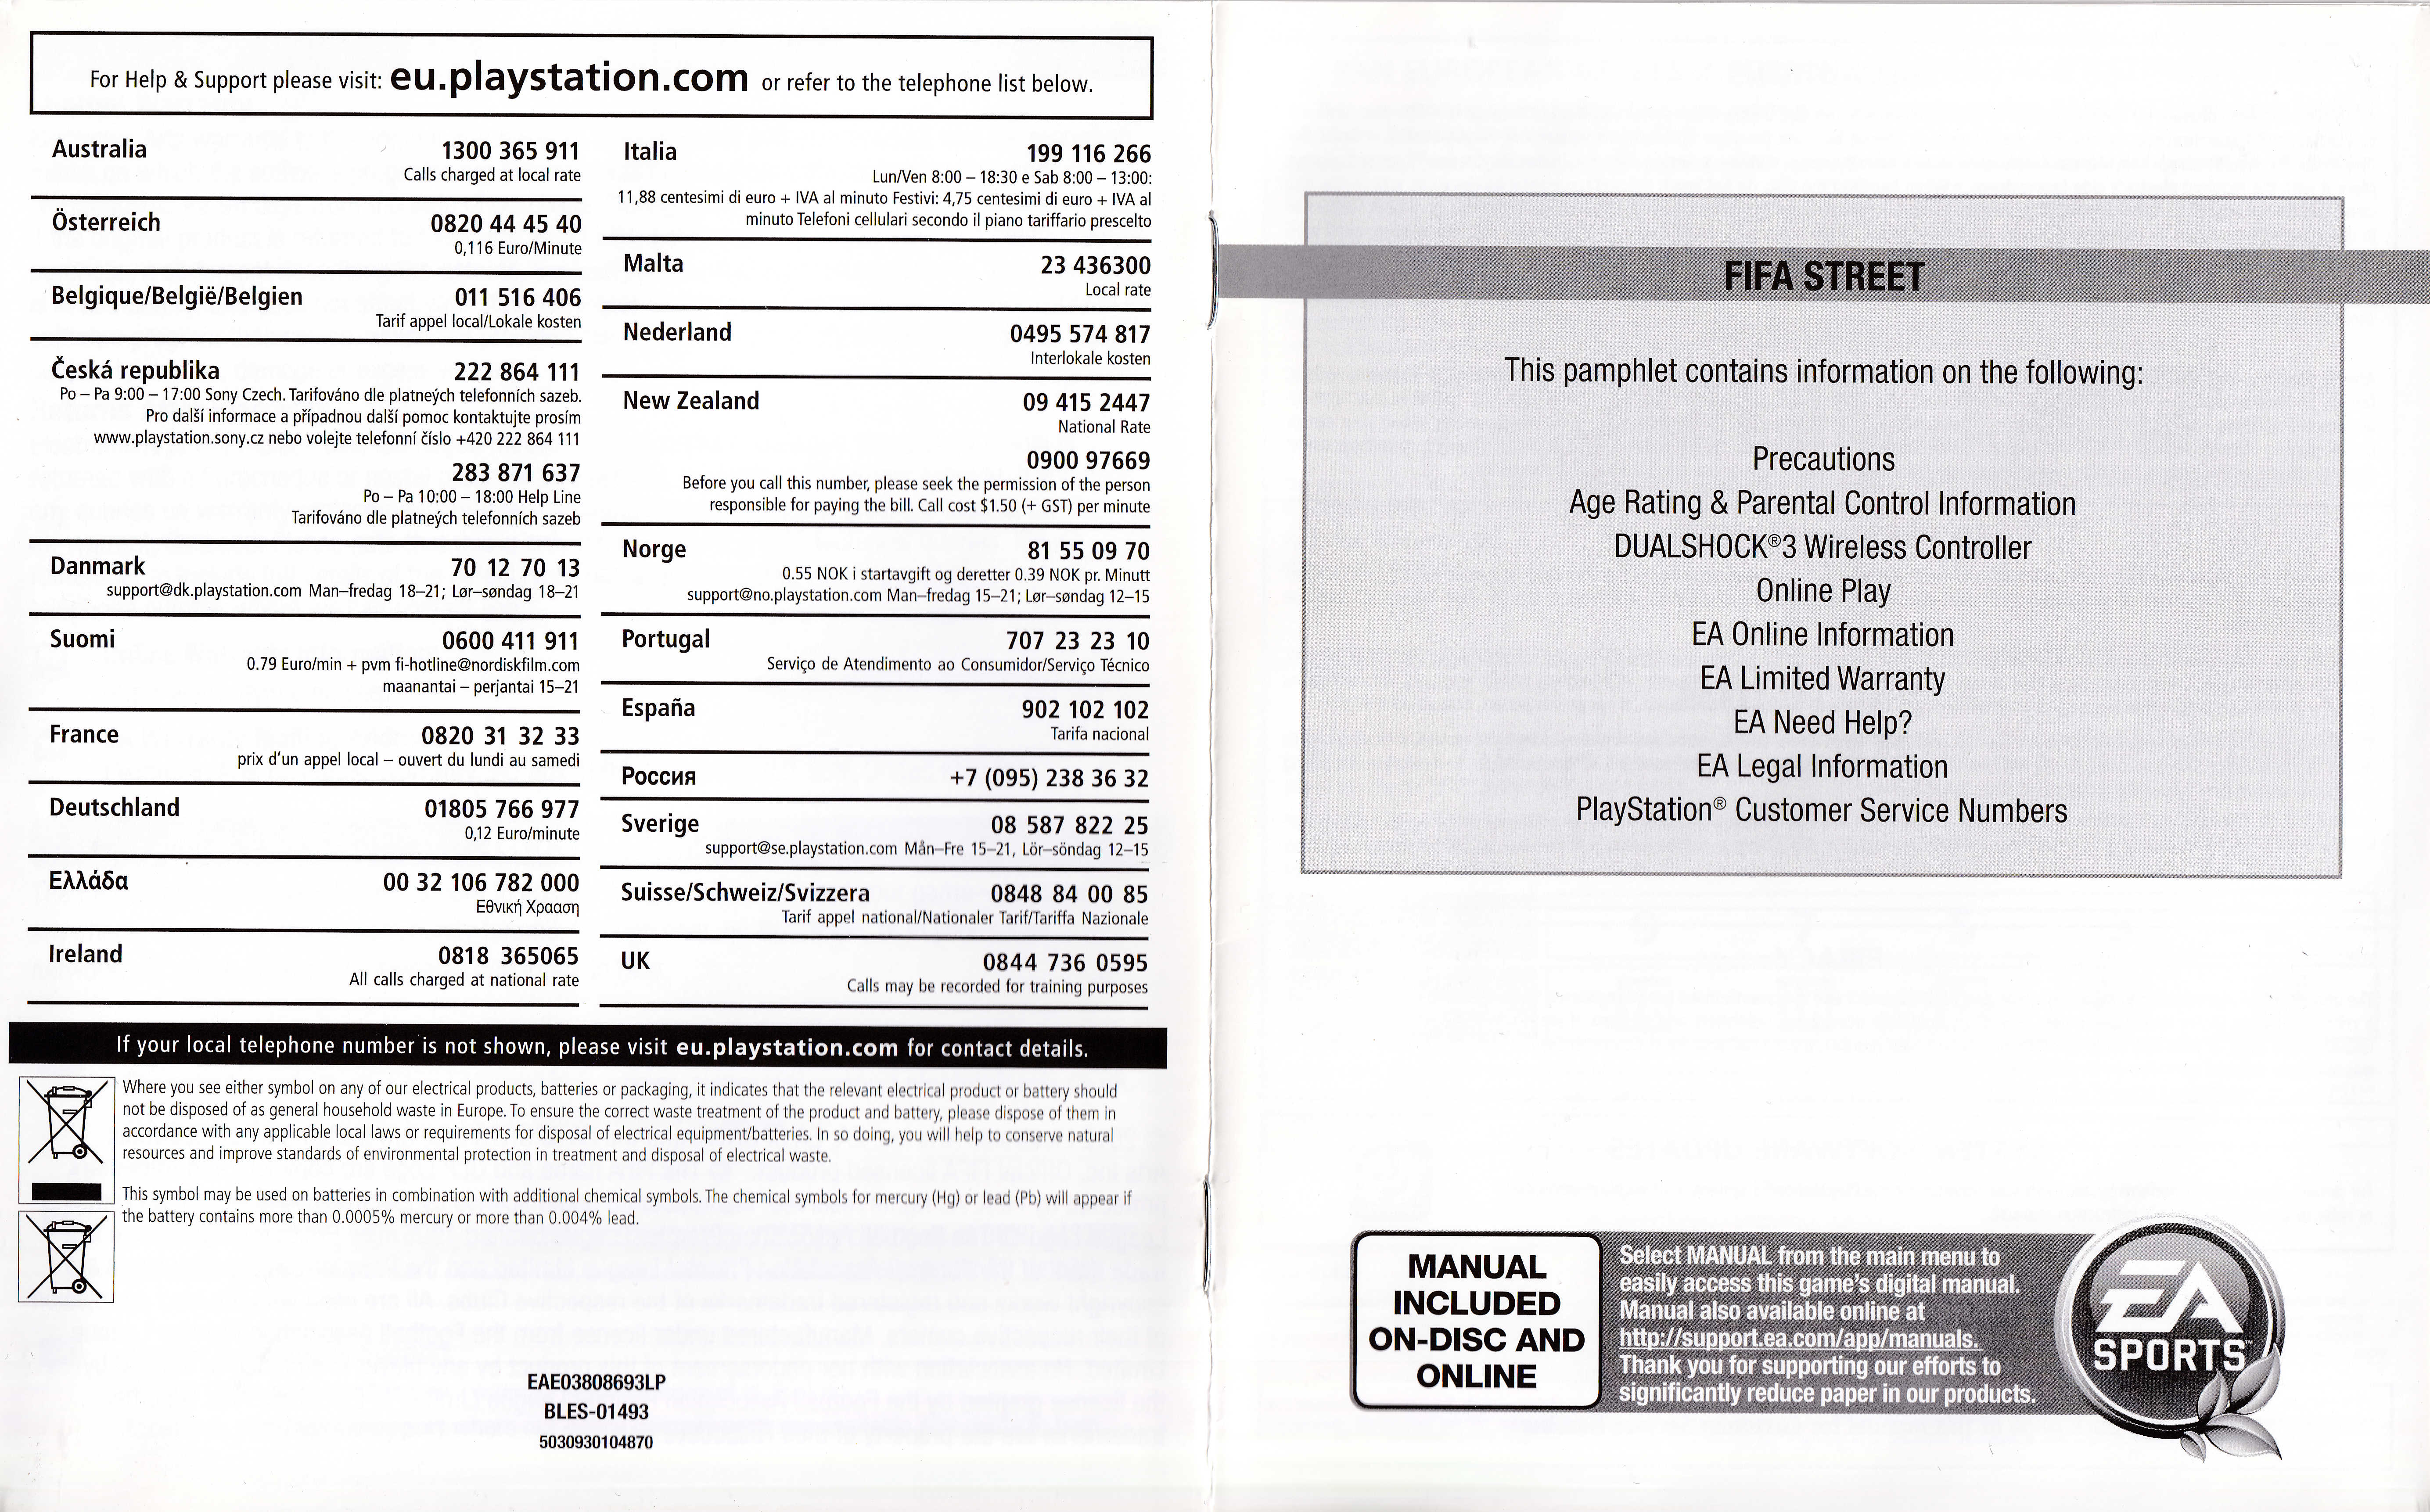 For Help & Support please visit: eu.playstation.com or refer to the telephone list below.
Australia 1300 365 911
Calls charged at local rate
Österreich 0820 44 45 40
0,116 Euro/Minute
Belgique/België/Belgien 011 516 406
Tarif appel local/Lokale kosten
Česká republika 222 864 111
Po – Pa 9:00 – 17:00 Sony Czech. Tarifováno dle platneých telefonních sazeb.
Pro další informace a případnou další pomoc kontaktujte prosím
www.playstation.sony.cz nebo volejte telefonní číslo +420 222 864 111
283 871 637
Po – Pa 10:00 – 18:00 Help Line
Tarifováno dle platneých telefonních sazeb
Danmark 70 12 70 13
support@dk.playstation.com Man–fredag 18–21; Lør–søndag 18–21
Suomi 0600 411 911
0.79 Euro/min + pvm fi-hotline@nordiskfilm.com
maanantai – perjantai 15–21
France 0820 31 32 33
prix d'un appel local – ouvert du lundi au samedi
Deutschland 01805 766 977
0,12 Euro/minute
Ελλάδα 00 32 106 782 000
Εθνική Χρααση
Ireland 0818 365065
All calls charged at national rate
Italia 199 116 266
Lun/Ven 8:00 – 18:30 e Sab 8:00 – 13:00:
11,88 centesimi di euro + IVA al minuto Festivi: 4,75 centesimi di euro + IVA al
minuto Telefoni cellulari secondo il piano tariffario prescelto
Malta 23 436300
Local rate
Nederland 0495 574 817
Interlokale kosten
New Zealand 09 415 2447
National Rate
0900 97669
Before you call this number, please seek the permission of the person
responsible for paying the bill. Call cost $1.50 (+ GST) per minute
Norge 81 55 09 70
0.55 NOK i startavgift og deretter 0.39 NOK pr. Minutt
support@no.playstation.com Man–fredag 15–21; Lør–søndag 12–15
Portugal 707 23 23 10
Serviço de Atendimento ao Consumidor/Serviço Técnico
España 902 102 102
Tarifa nacional
Россия +7 (095) 238 36 32
Sverige 08 587 822 25
support@se.playstation.com Mån–Fre 15–21, Lör–söndag 12–15
Suisse/Schweiz/Svizzera 0848 84 00 85
Tarif appel national/Nationaler Tarif/Tariffa Nazionale
UK 0844 736 0595
Calls may be recorded for training purposes
If your local telephone number is not shown, please visit eu.playstation.com for contact details.
Where you see either symbol on any of our electrical products, batteries or packaging, it indicates that the relevant electrical product or battery should
not be disposed of as general household waste in Europe. To ensure the correct waste treatment of the product and battery, please dispose of them in
accordance with any applicable local laws or requirements for disposal of electrical equipment/batteries. In so doing, you will help to conserve natural
resources and improve standards of environmental protection in treatment and disposal of electrical waste.
This symbol may be used on batteries in combination with additional chemical symbols. The chemical symbols for mercury (Hg) or lead (Pb) will appear if
the battery contains more than 0.0005% mercury or more than 0.004% lead.
EAE03808693LP
BLES-01493
5030930104870
FIFA STREET
This pamphlet contains information on the following:
Precautions
Age Rating & Parental Control Information
DUALSHOCK®3 Wireless Controller
Online Play
EA Online Information
EA Limited Warranty
EA Need Help?
EA Legal Information
PlayStation® Customer Service Numbers
MANUAL
INCLUDED
ON-DISC AND
ONLINE
Select MANUAL from the main menu to
easily access this game's digital manual.
Manual also available online at
http://support.ea.com/app/manuals.
Thank you for supporting our efforts to
significantly reduce paper in our products.
EA
SPORTS™